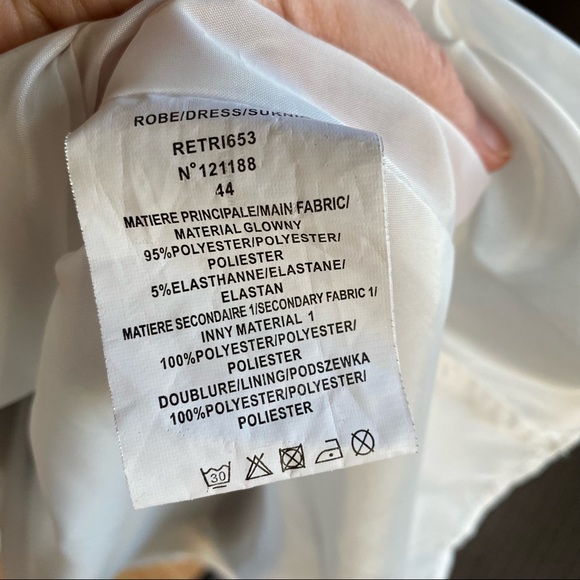 ROBE/DRESS/SUKNIA
RETRI653
N°121188
44
MATIERE PRINCIPALE/MAIN FABRIC/
MATERIAL GLOWNY
95%POLYESTER/POLYESTER/
POLIESTER
5%ELASTHANNE/ELASTANE/
ELASTAN
MATIERE SECONDAIRE 1/SECONDARY FABRIC 1/
INNY MATERIAL 1
100%POLYESTER/POLYESTER/
POLIESTER
DOUBLURE/LINING/PODSZEWKA
100%POLYESTER/POLYESTER/
POLIESTER
30